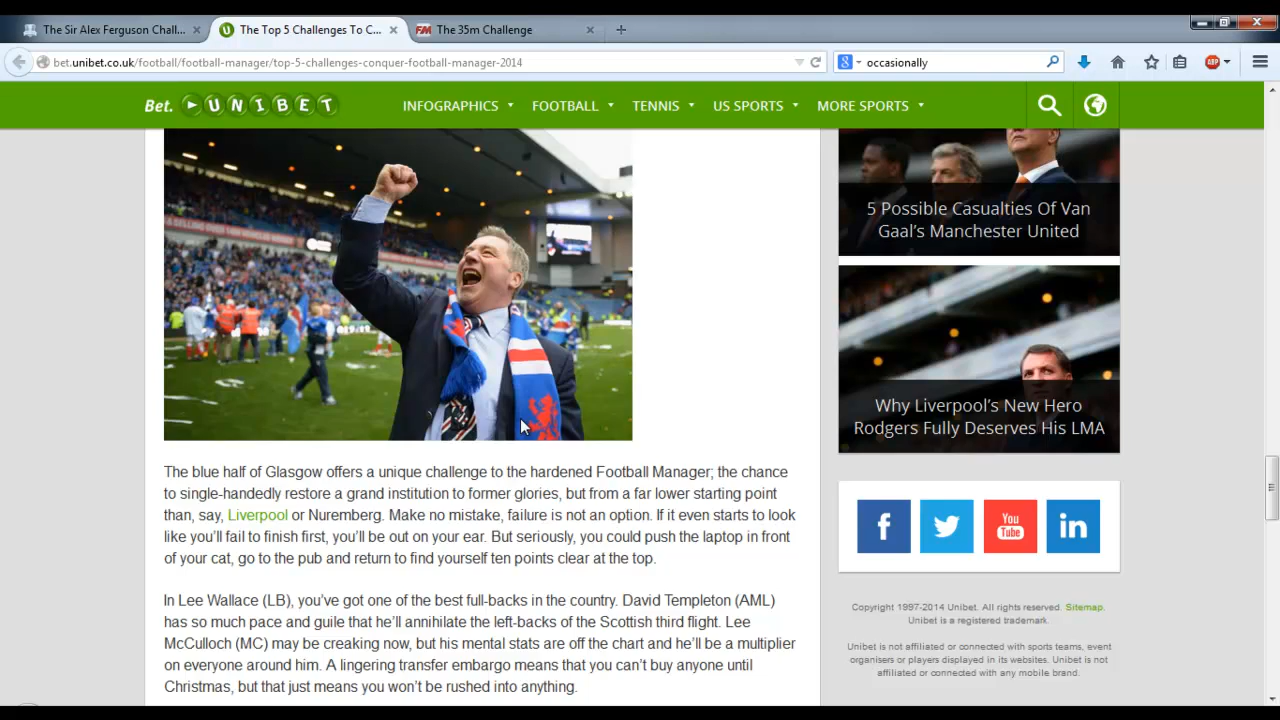 The Sir Alex Ferguson Chall...
The Top 5 Challenges To C...
The 35m Challenge
bet.unibet.co.uk/football/football-manager/top-5-challenges-conquer-football-manager-2014
occasionally
ABP
Bet. UNIBET
INFOGRAPHICS
FOOTBALL
TENNIS
US SPORTS
MORE SPORTS
5 Possible Casualties Of Van
Gaal's Manchester United
Why Liverpool's New Hero
Rodgers Fully Deserves His LMA
The blue half of Glasgow offers a unique challenge to the hardened Football Manager; the chance
to single-handedly restore a grand institution to former glories, but from a far lower starting point
than, say, Liverpool or Nuremberg. Make no mistake, failure is not an option. If it even starts to look
like you'll fail to finish first, you'll be out on your ear. But seriously, you could push the laptop in front
of your cat, go to the pub and return to find yourself ten points clear at the top.
In Lee Wallace (LB), you've got one of the best full-backs in the country. David Templeton (AML)
has so much pace and guile that he'll annihilate the left-backs of the Scottish third flight. Lee
McCulloch (MC) may be creaking now, but his mental stats are off the chart and he'll be a multiplier
on everyone around him. A lingering transfer embargo means that you can't buy anyone until
Christmas, but that just means you won't be rushed into anything.
You
Tube
Copyright 1997-2014 Unibet. All rights reserved. Sitemap.
Unibet is a registered trademark.
Unibet is not affiliated or connected with sports teams, event
organisers or players displayed in its websites. Unibet is not
affiliated or connected with any mobile brand.